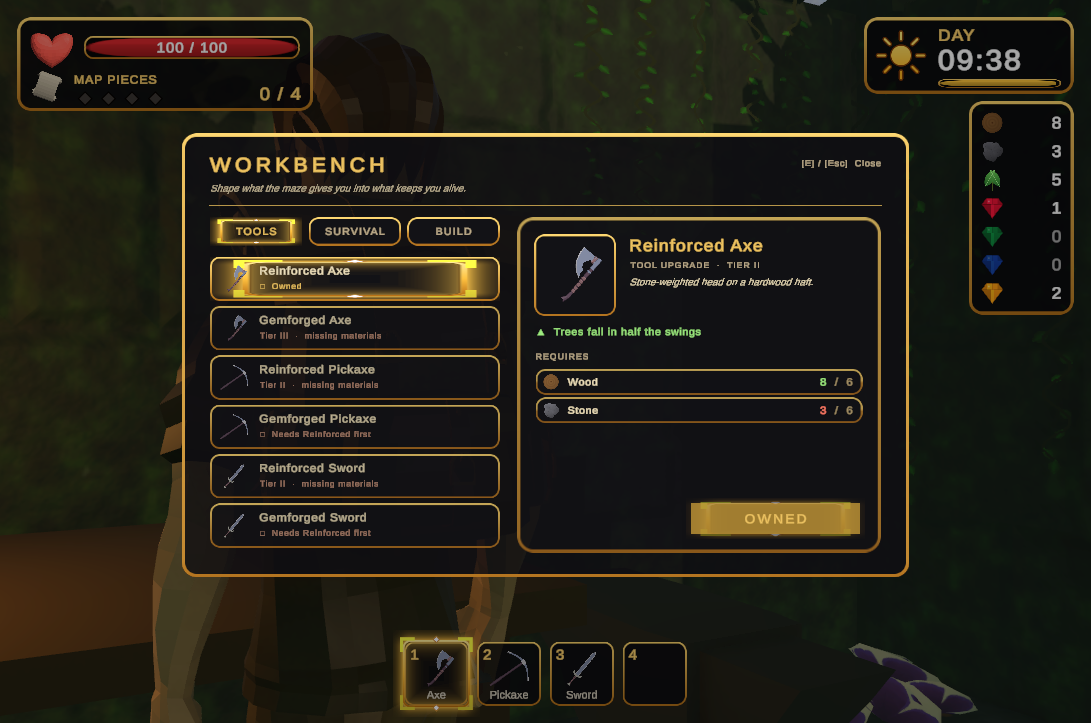 100 / 100
MAP PIECES
0 / 4
DAY
09:38
8
3
5
1
0
0
2
WORKBENCH
[E] / [Esc] Close
Shape what the maze gives you into what keeps you alive.
TOOLS
SURVIVAL
BUILD
Reinforced Axe
Owned
Gemforged Axe
Tier III · missing materials
Reinforced Pickaxe
Tier II · missing materials
Gemforged Pickaxe
Needs Reinforced first
Reinforced Sword
Tier II · missing materials
Gemforged Sword
Needs Reinforced first
Reinforced Axe
TOOL UPGRADE · TIER II
Stone-weighted head on a hardwood haft.
▲ Trees fall in half the swings
REQUIRES
Wood 8 / 6
Stone 3 / 6
OWNED
1
Axe
2
Pickaxe
3
Sword
4